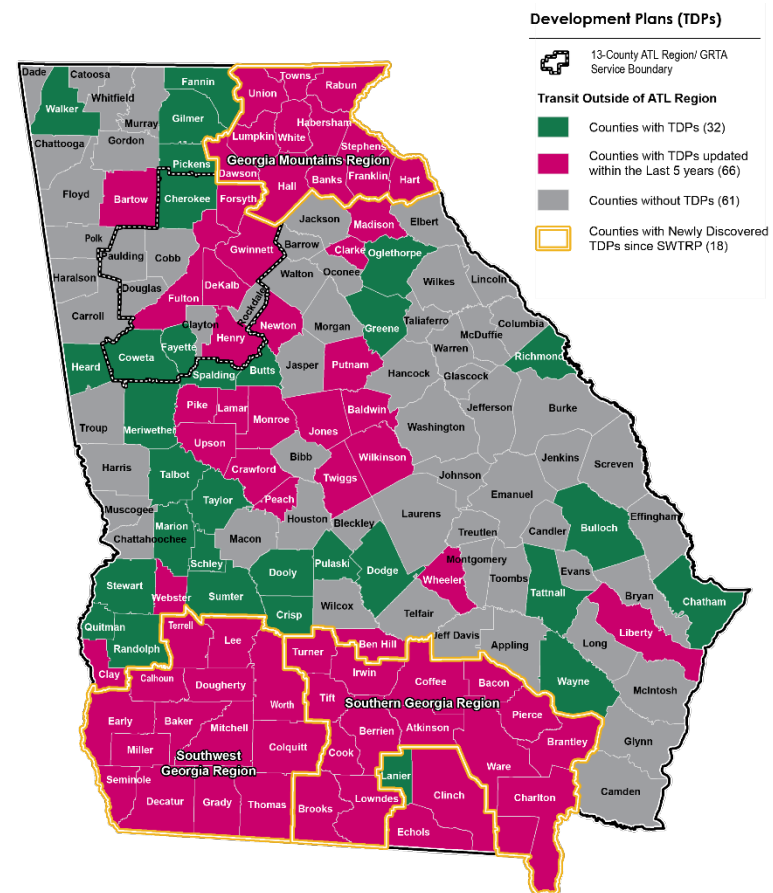 Development Plans (TDPs)
13-County ATL Region/ GRTA
Service Boundary
Transit Outside of ATL Region
Counties with TDPs (32)
Counties with TDPs updated
within the Last 5 years (66)
Counties without TDPs (61)
Counties with Newly Discovered
TDPs since SWTRP (18)
Dade
Catoosa
Fannin
Towns
Rabun
Union
Whitfield
Walker
Murray
Gilmer
Habersham
Lumpkin
White
Chattooga
Gordon
Stephens
Pickens
Georgia Mountains Region
Dawson
Franklin
Hart
Hall
Banks
Floyd
Bartow
Cherokee
Forsyth
Jackson
Madison
Elbert
Polk
Gwinnett
Barrow
Clarke
Oglethorpe
Paulding
Cobb
Walton
Oconee
Wilkes
Lincoln
Haralson
Douglas
DeKalb
Fulton
Rockdale
Carroll
Clayton
Newton
Morgan
Greene
Taliaferro
Columbia
McDuffie
Henry
Warren
Coweta
Fayette
Richmond
Heard
Spalding
Butts
Jasper
Putnam
Hancock
Glascock
Troup
Meriwether
Pike
Lamar
Monroe
Jones
Baldwin
Jefferson
Burke
Washington
Upson
Bibb
Wilkinson
Harris
Talbot
Crawford
Twiggs
Johnson
Jenkins
Screven
Peach
Taylor
Emanuel
Muscogee
Houston
Laurens
Effingham
Marion
Bleckley
Chattahoochee
Macon
Treutlen
Candler
Bulloch
Schley
Pulaski
Montgomery
Evans
Stewart
Dooly
Dodge
Wheeler
Toombs
Tattnall
Bryan
Chatham
Webster
Sumter
Crisp
Wilcox
Telfair
Liberty
Quitman
Terrell
Jeff Davis
Appling
Long
Randolph
Lee
Turner
Ben Hill
Clay
Calhoun
Irwin
Coffee
Bacon
Wayne
McIntosh
Dougherty
Worth
Tift
Southern Georgia Region
Early
Baker
Mitchell
Berrien
Atkinson
Pierce
Brantley
Glynn
Miller
Southwest
Georgia Region
Colquitt
Cook
Ware
Seminole
Lanier
Camden
Decatur
Grady
Thomas
Brooks
Lowndes
Clinch
Charlton
Echols